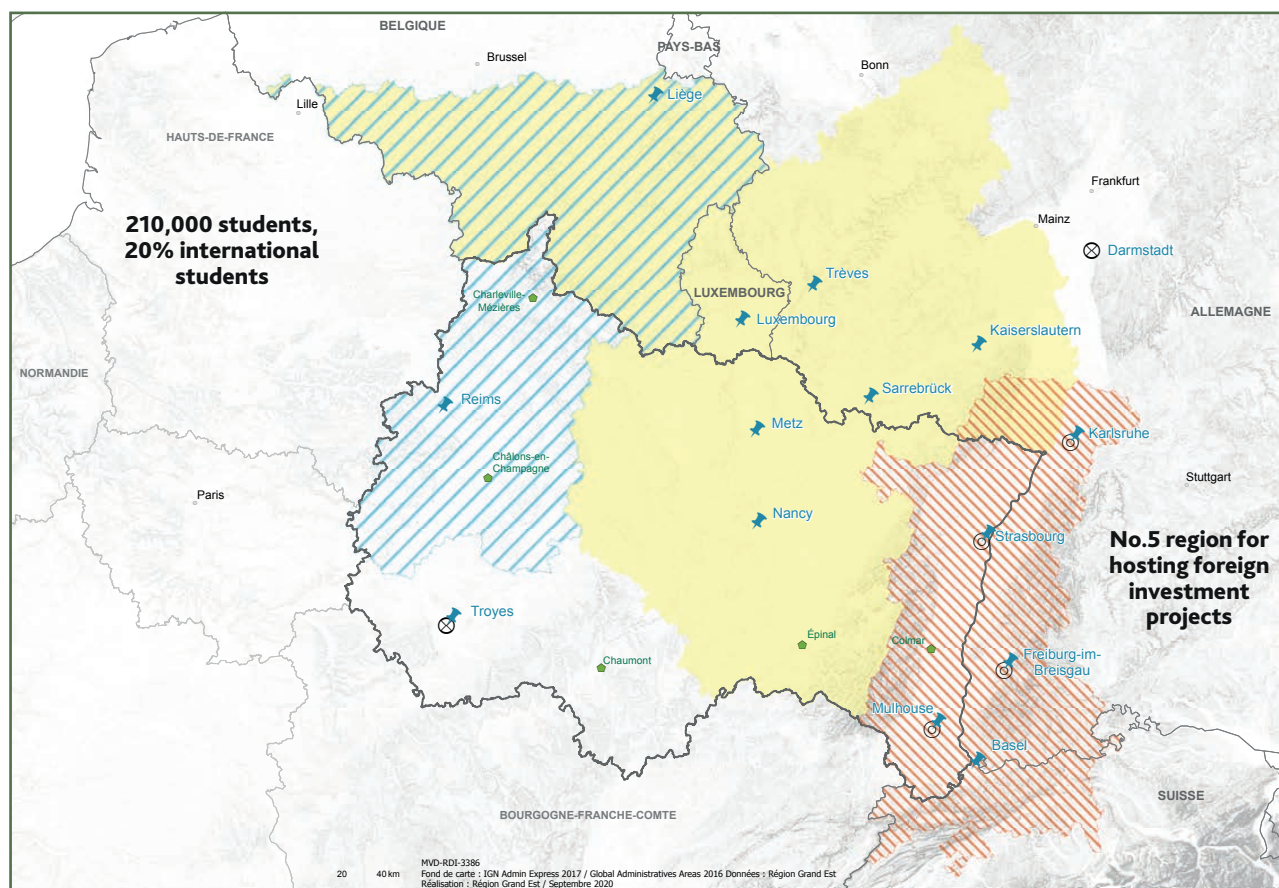 BELGIQUE
PAYS-BAS
Brussel
Bonn
Liège
Lille
HAUTS-DE-FRANCE
Frankfurt
Mainz
210,000 students,
20% international
students
Darmstadt
Trèves
LUXEMBOURG
Charleville-
Mézières
Luxembourg
ALLEMAGNE
Kaiserslautern
NORMANDIE
Sarrebrück
Reims
Metz
Karlsruhe
Châlons-en-
Champagne
Stuttgart
Paris
Nancy
Strasbourg
No.5 region for
hosting foreign
investment
projects
Troyes
Épinal
Colmar
Chaumont
Freiburg-im-
Breisgau
Mulhouse
Basel
SUISSE
BOURGOGNE-FRANCHE-COMTE
MVD-RDI-3386
20 40 km
Fond de carte : IGN Admin Express 2017 / Global Administratives Areas 2016 Données : Région Grand Est
Réalisation : Région Grand Est / Septembre 2020